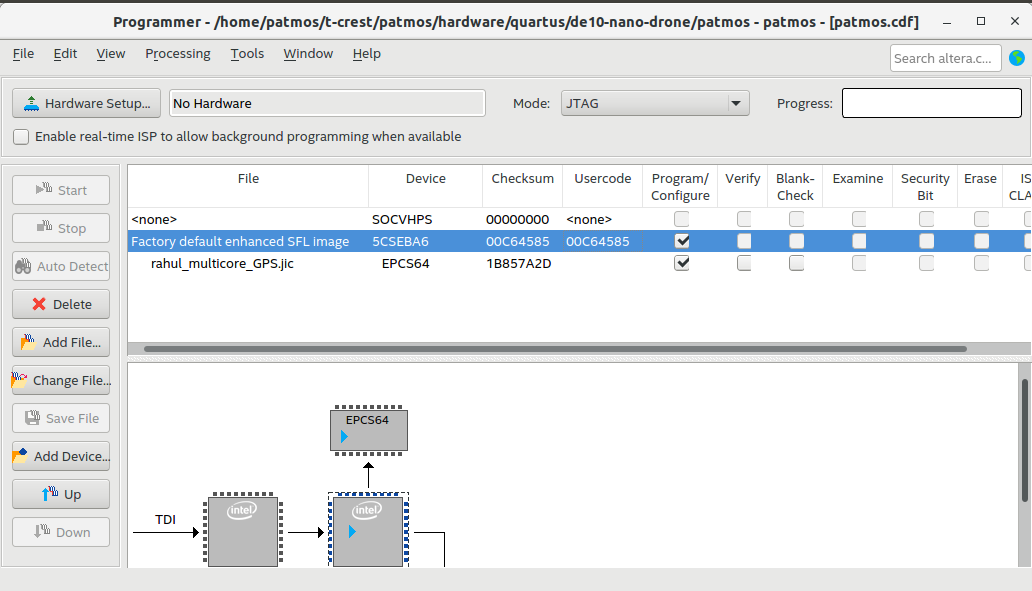 Programmer - /home/patmos/t-crest/patmos/hardware/quartus/de10-nano-drone/patmos - patmos - [patmos.cdf]
File Edit View Processing Tools Window Help
Search altera.c...
Hardware Setup... No Hardware Mode: JTAG Progress:
Enable real-time ISP to allow background programming when available
Start
Stop
Auto Detect
Delete
Add File...
Change File...
Save File
Add Device...
Up
Down
File Device Checksum Usercode Program/ Verify Blank- Examine Security Erase IS
Configure Check Bit CLA
<none> SOCVHPS 00000000 <none>
Factory default enhanced SFL image 5CSEBA6 00C64585 00C64585
rahul_multicore_GPS.jic EPCS64 1B857A2D
EPCS64
TDI
intel
intel